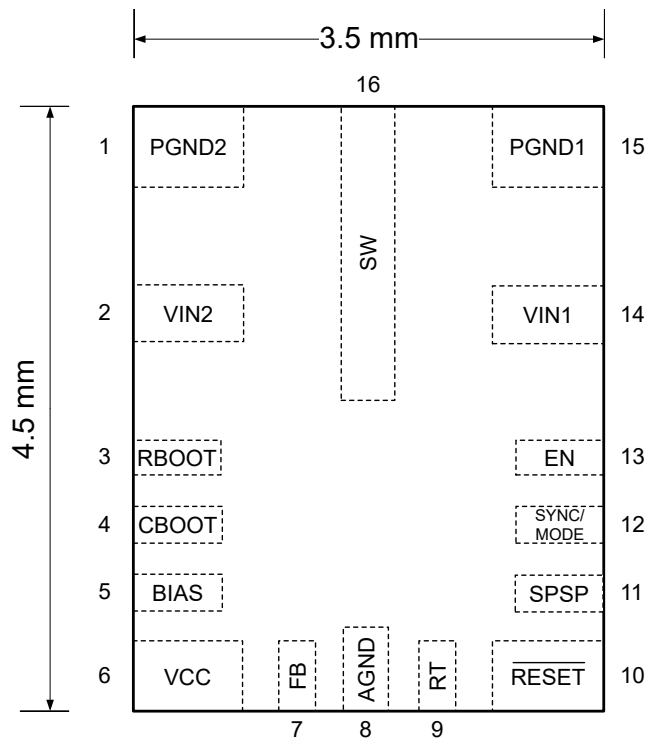 3.5 mm
16
1 PGND2 PGND1 15
SW
2 VIN2 VIN1 14
4.5 mm
3 RBOOT EN 13
4 CBOOT SYNC/
MODE 12
5 BIAS SPSP 11
6 VCC FB AGND RT RESET 10
7 8 9